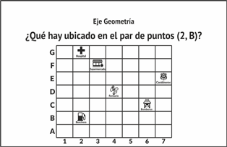 Eje Geometría
¿Qué hay ubicado en el par de puntos (2, B)?
G
F
E
D
C
B
A
1 2 3 4 5 6 7